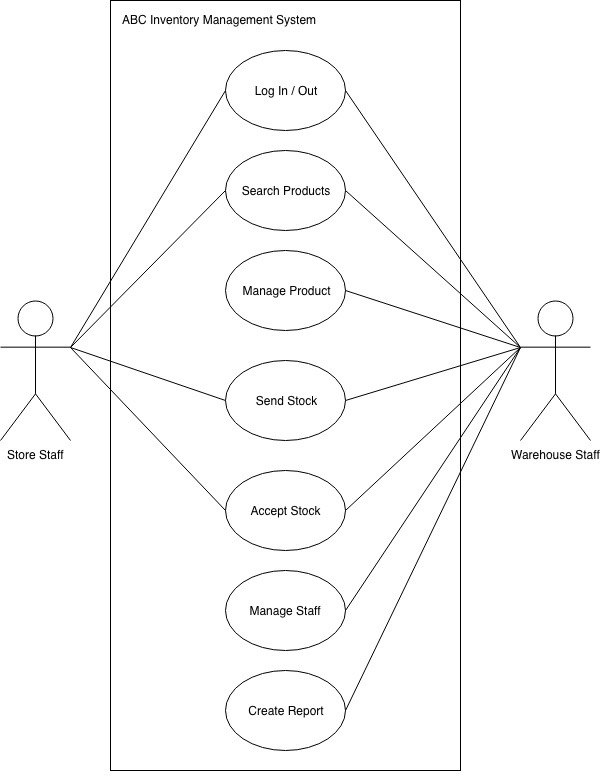 ABC Inventory Management System
Log In / Out
Search Products
Manage Product
Send Stock
Store Staff
Warehouse Staff
Accept Stock
Manage Staff
Create Report